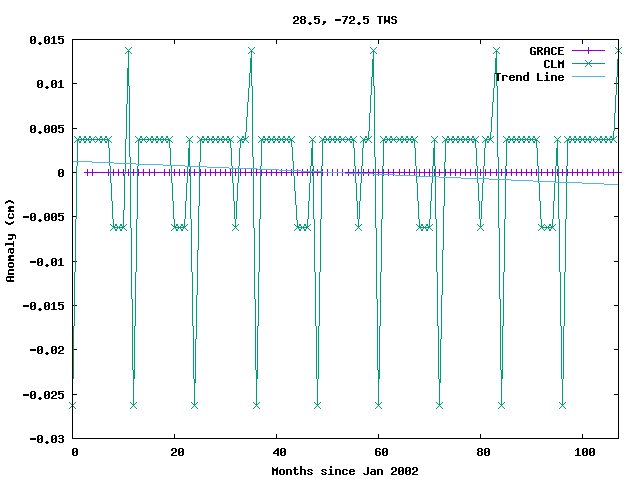 28.5, -72.5 TWS
GRACE
CLM
Trend Line
0.015
0.01
0.005
0
-0.005
-0.01
-0.015
-0.02
-0.025
-0.03
Anomaly (cm)
0 20 40 60 80 100
Months since Jan 2002